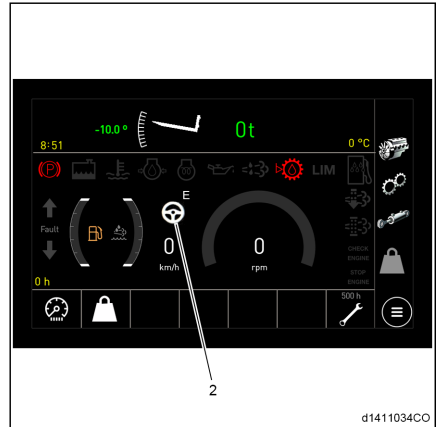 -10.0 º
0t
8:51
0 °C
(P)
LIM
E
Fault
0
km/h
0
rpm
CHECK
ENGINE
STOP
ENGINE
0 h
500 h
2
d1411034CO